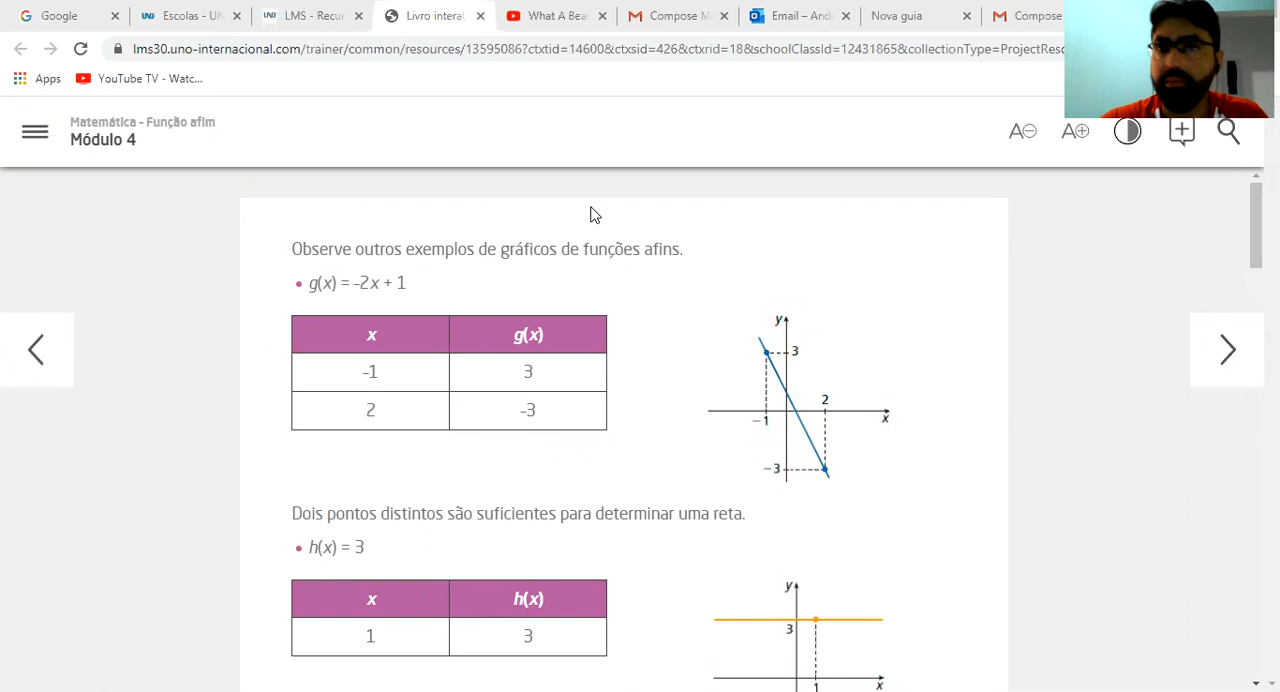 Google
Escolas - UN
LMS - Recu
Livro intera
What A Bea
Compose M
Email – And
Nova guia
Compose
lms30.uno-internacional.com/trainer/common/resources/13595086?ctxtid=14600&ctxsid=426&ctxrid=18&schoolClassId=12431865&collectionType=ProjectReso
Apps
YouTube TV - Watc...
Matemática - Função afim
Módulo 4
A
A
Observe outros exemplos de gráficos de funções afins.
• g(x) = -2x + 1
x g(x)
-1 3
2 -3
y
3
2
−1
x
−3
Dois pontos distintos são suficientes para determinar uma reta.
• h(x) = 3
x h(x)
1 3
y
3
1
x